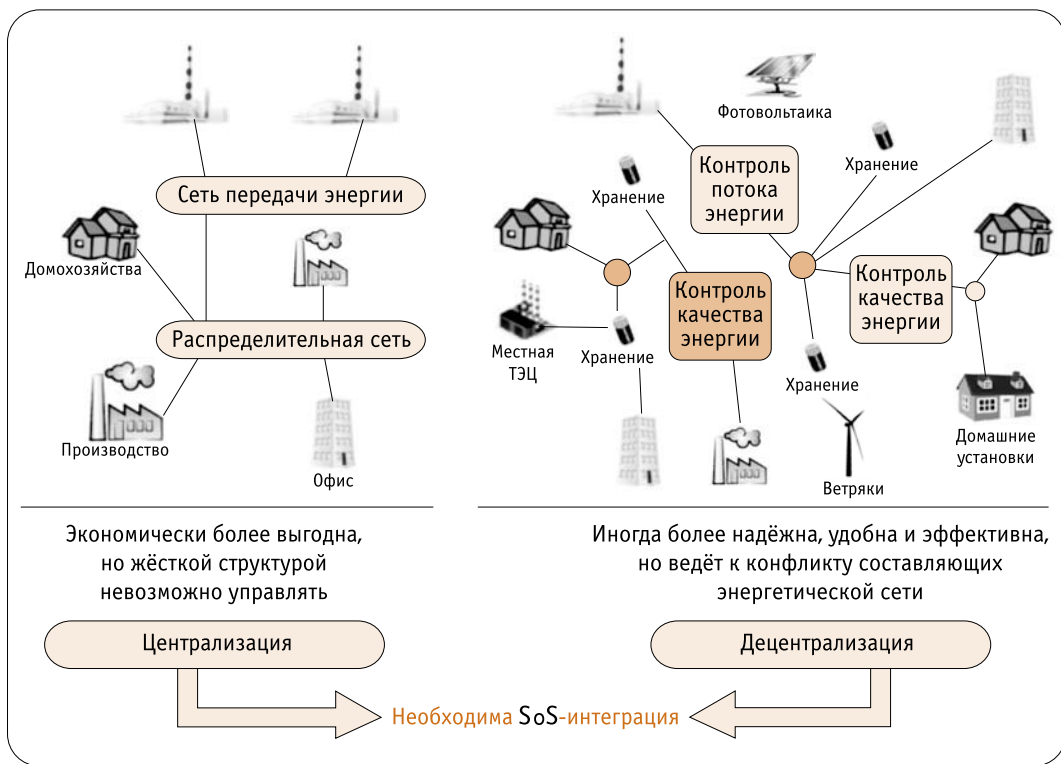 Сеть передачи энергии
Домохозяйства
Распределительная сеть
Производство
Офис
Экономически более выгодна,
но жёсткой структурой
невозможно управлять
Централизация
Фотовольтаика
Хранение
Контроль
потока
энергии
Хранение
Контроль
качества
энергии
Контроль
качества
энергии
Местная
ТЭЦ
Хранение
Хранение
Домашние
установки
Ветряки
Иногда более надёжна, удобна и эффективна,
но ведёт к конфликту составляющих
энергетической сети
Децентрализация
Необходима SoS-интеграция